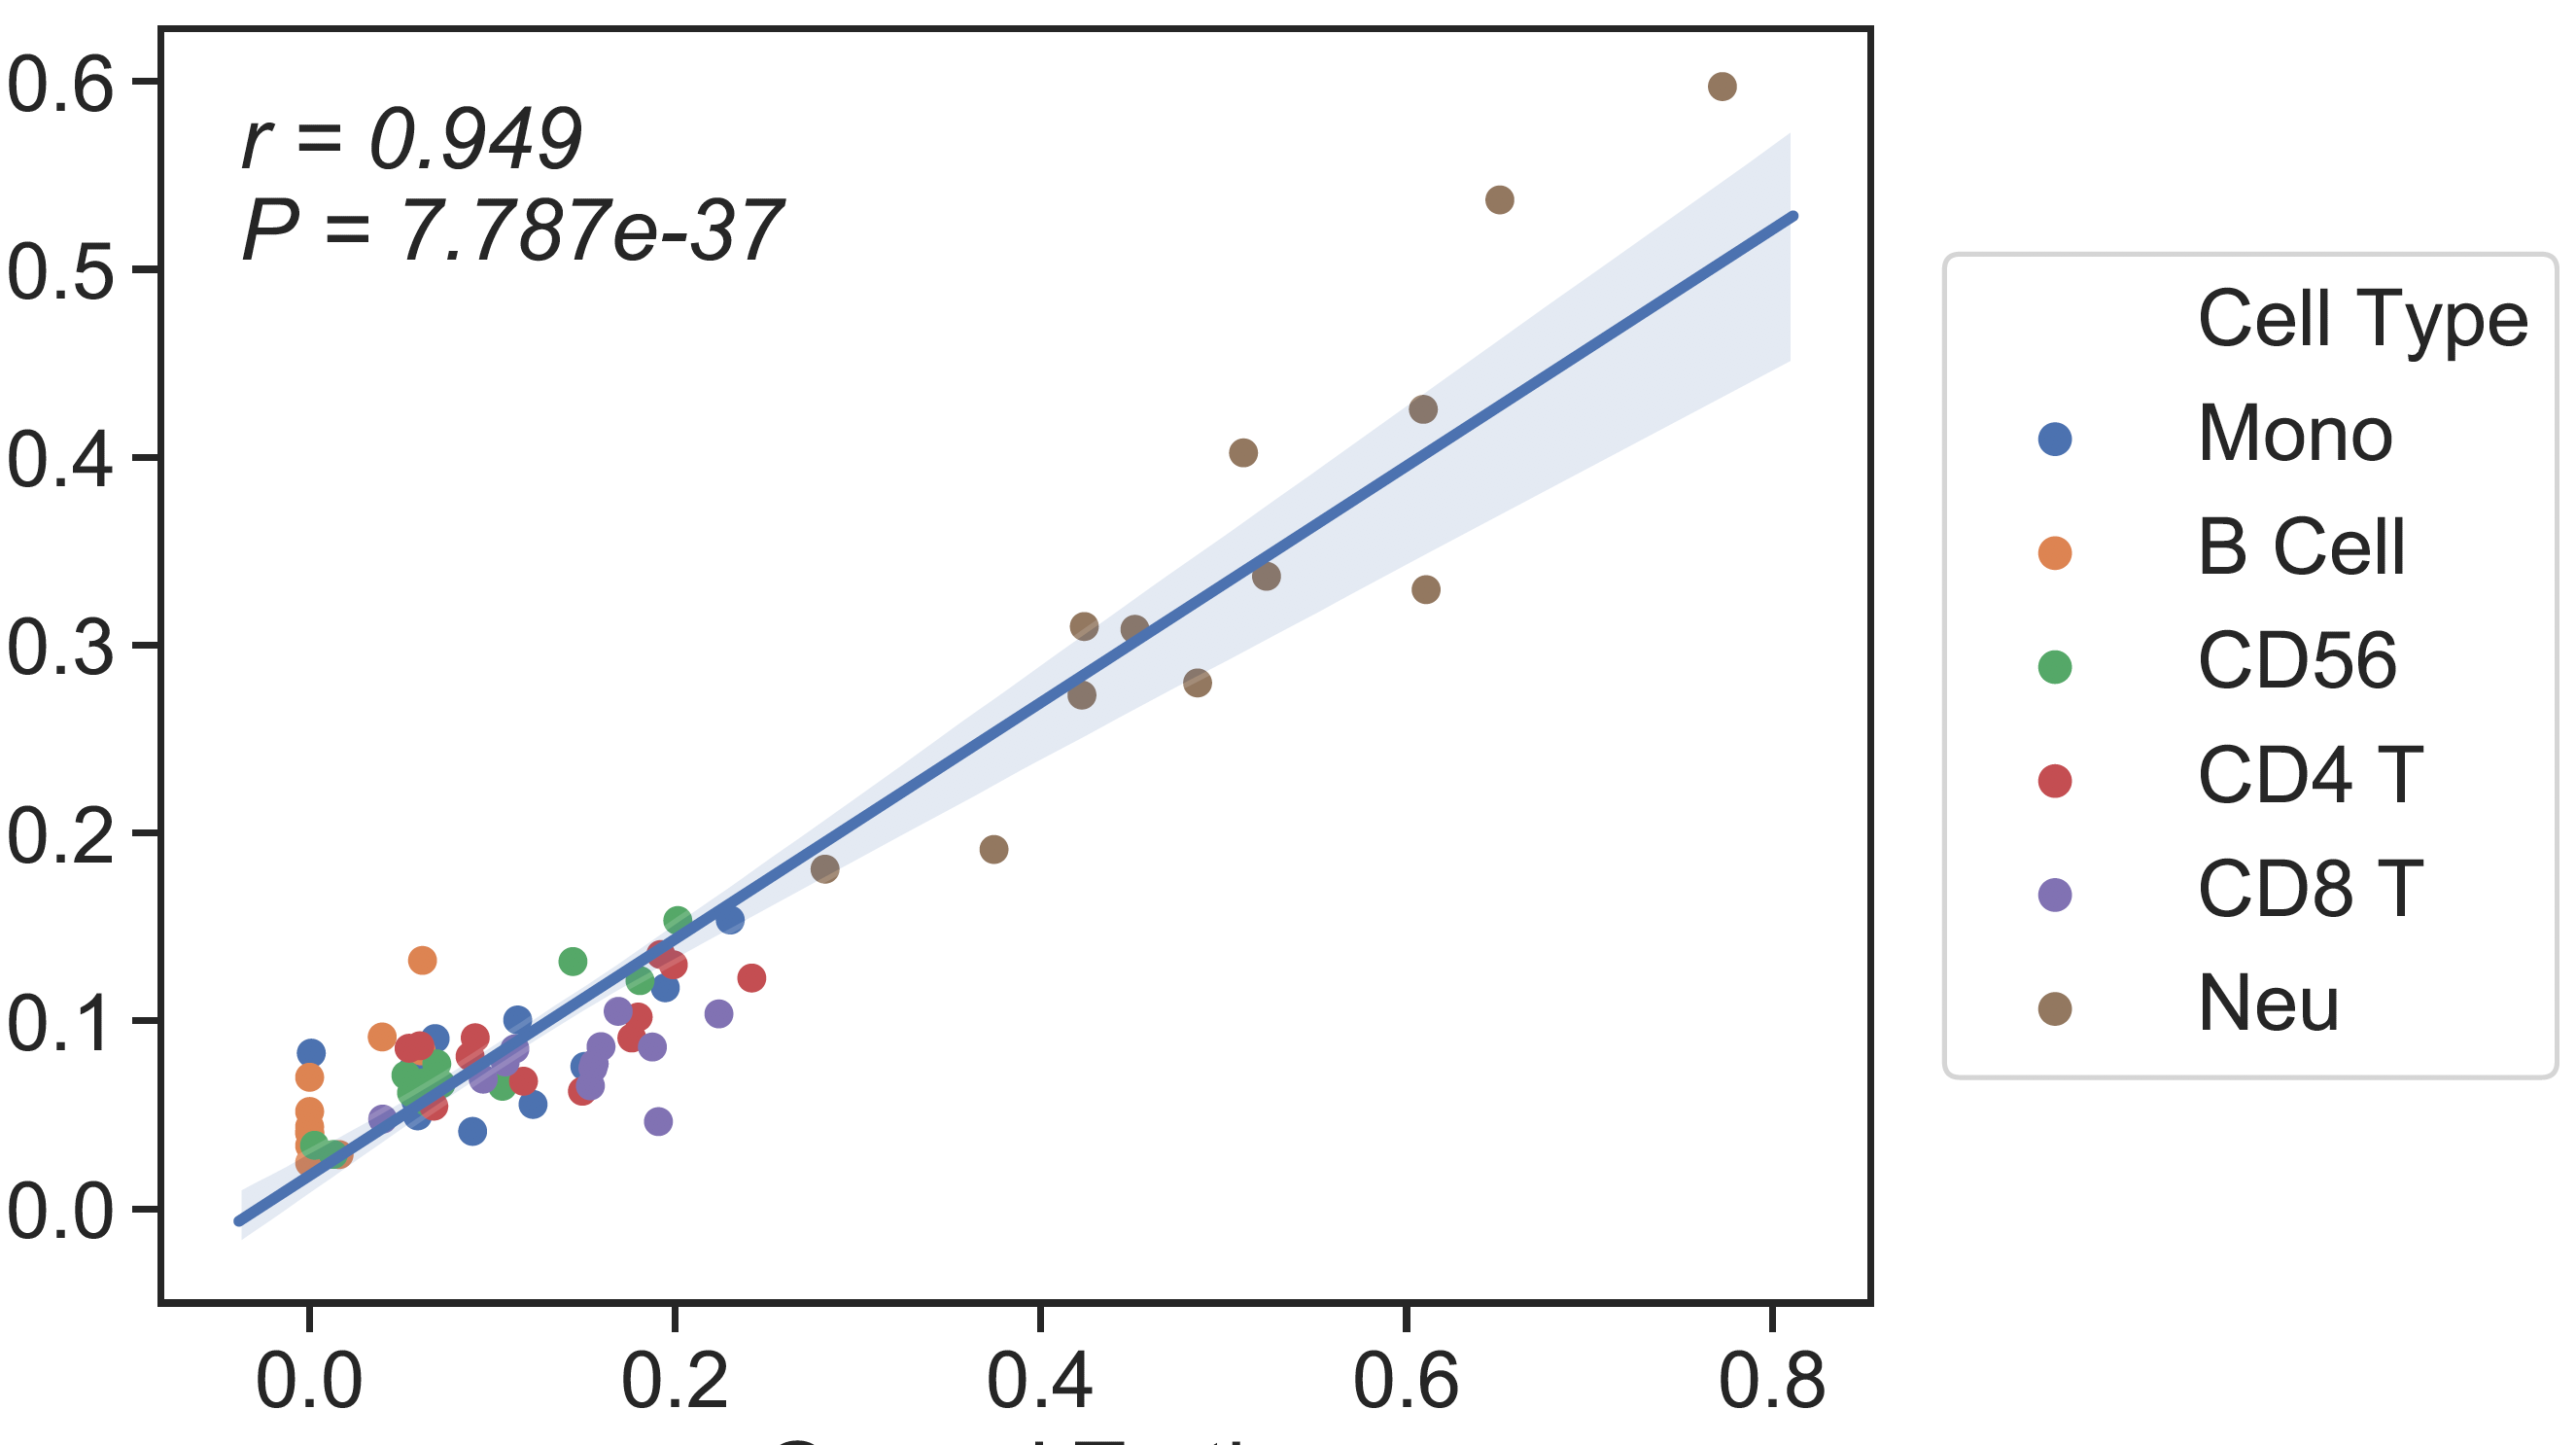 r = 0.949
P = 7.787e-37
0.6
0.5
0.4
0.3
0.2
0.1
0.0
0.0 0.2 0.4 0.6 0.8
Cell Type
Mono
B Cell
CD56
CD4 T
CD8 T
Neu